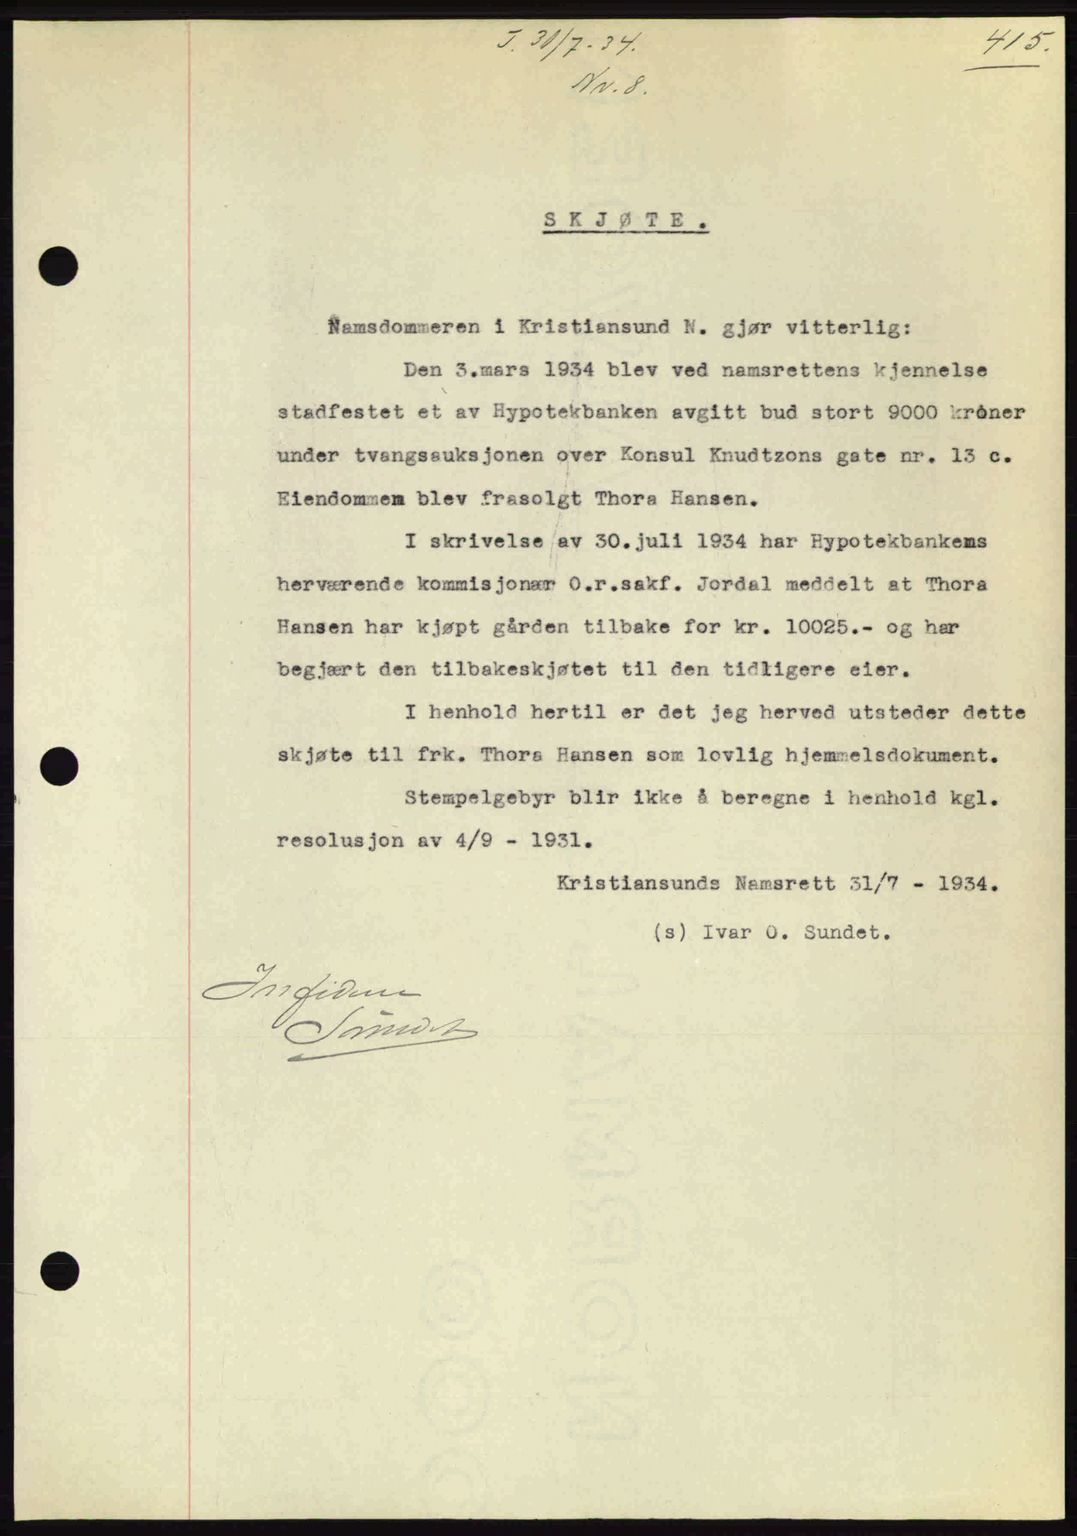 J. 31/7-34.
415.
Nr. 8.
SKJØTE.
Namsdommeren i Kristiansund N. gjør vitterlig:
Den 3.mars 1934 blev ved namsrettens kjennelse
stadfestet et av Hypotekbanken avgitt bud stort 9000 kroner
under tvangsauksjonen over Konsul Knudtzons gate nr. 13 c.
Eiendommen blev frasolgt Thora Hansen.
I skrivelse av 30.juli 1934 har Hypotekbankens
herværende kommisjonær O.r.sakf. Jordal meddelt at Thora
Hansen har kjøpt gården tilbake for kr. 10025.- og har
begjært den tilbakeskjøtet til den tidligere eier.
I henhold hertil er det jeg herved utsteder dette
skjøte til frk. Thora Hansen som lovlig hjemmelsdokument.
Stempelgebyr blir ikke å beregne i henhold kgl.
resolusjon av 4/9 - 1931.
Kristiansunds Namsrett 31/7 - 1934.
(s) Ivar O. Sundet.
In fidem
Sundet